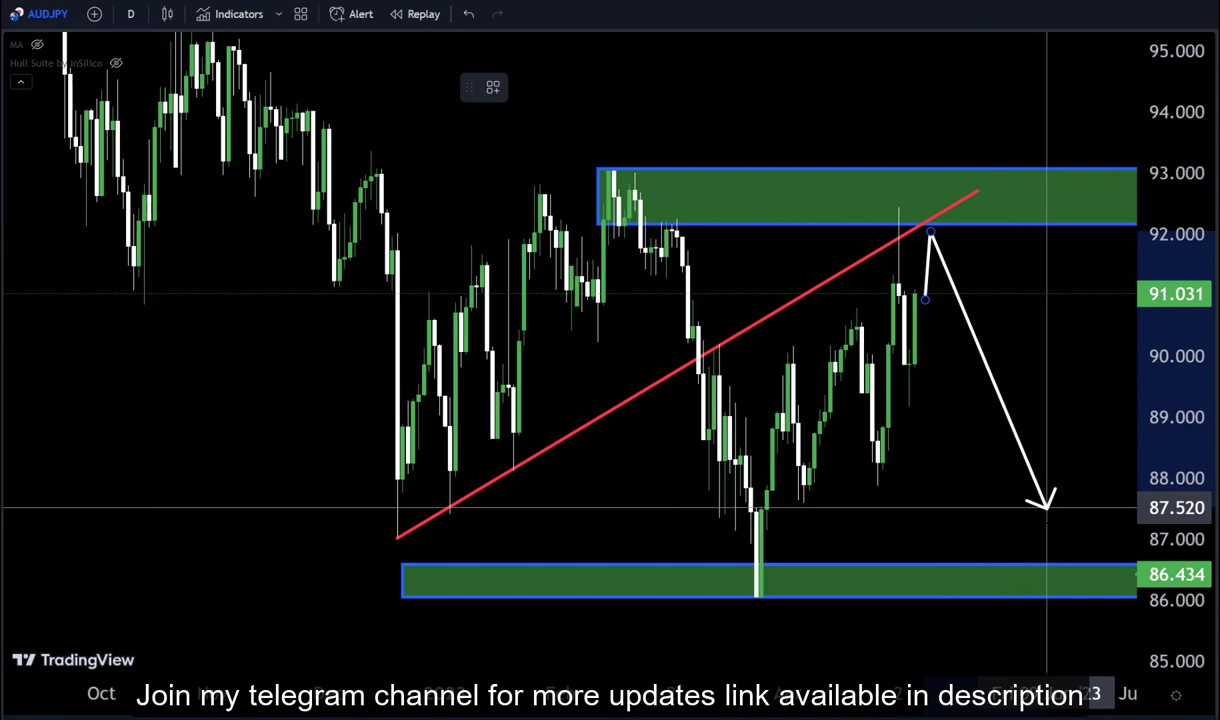 AUDJPY D Indicators Alert Replay
MA
Hull Suite by InSilico
95.000
94.000
93.000
92.000
91.031
90.000
89.000
88.000
87.520
87.000
86.434
86.000
85.000
TradingView
Oct Ju
Join my telegram channel for more updates link available in description